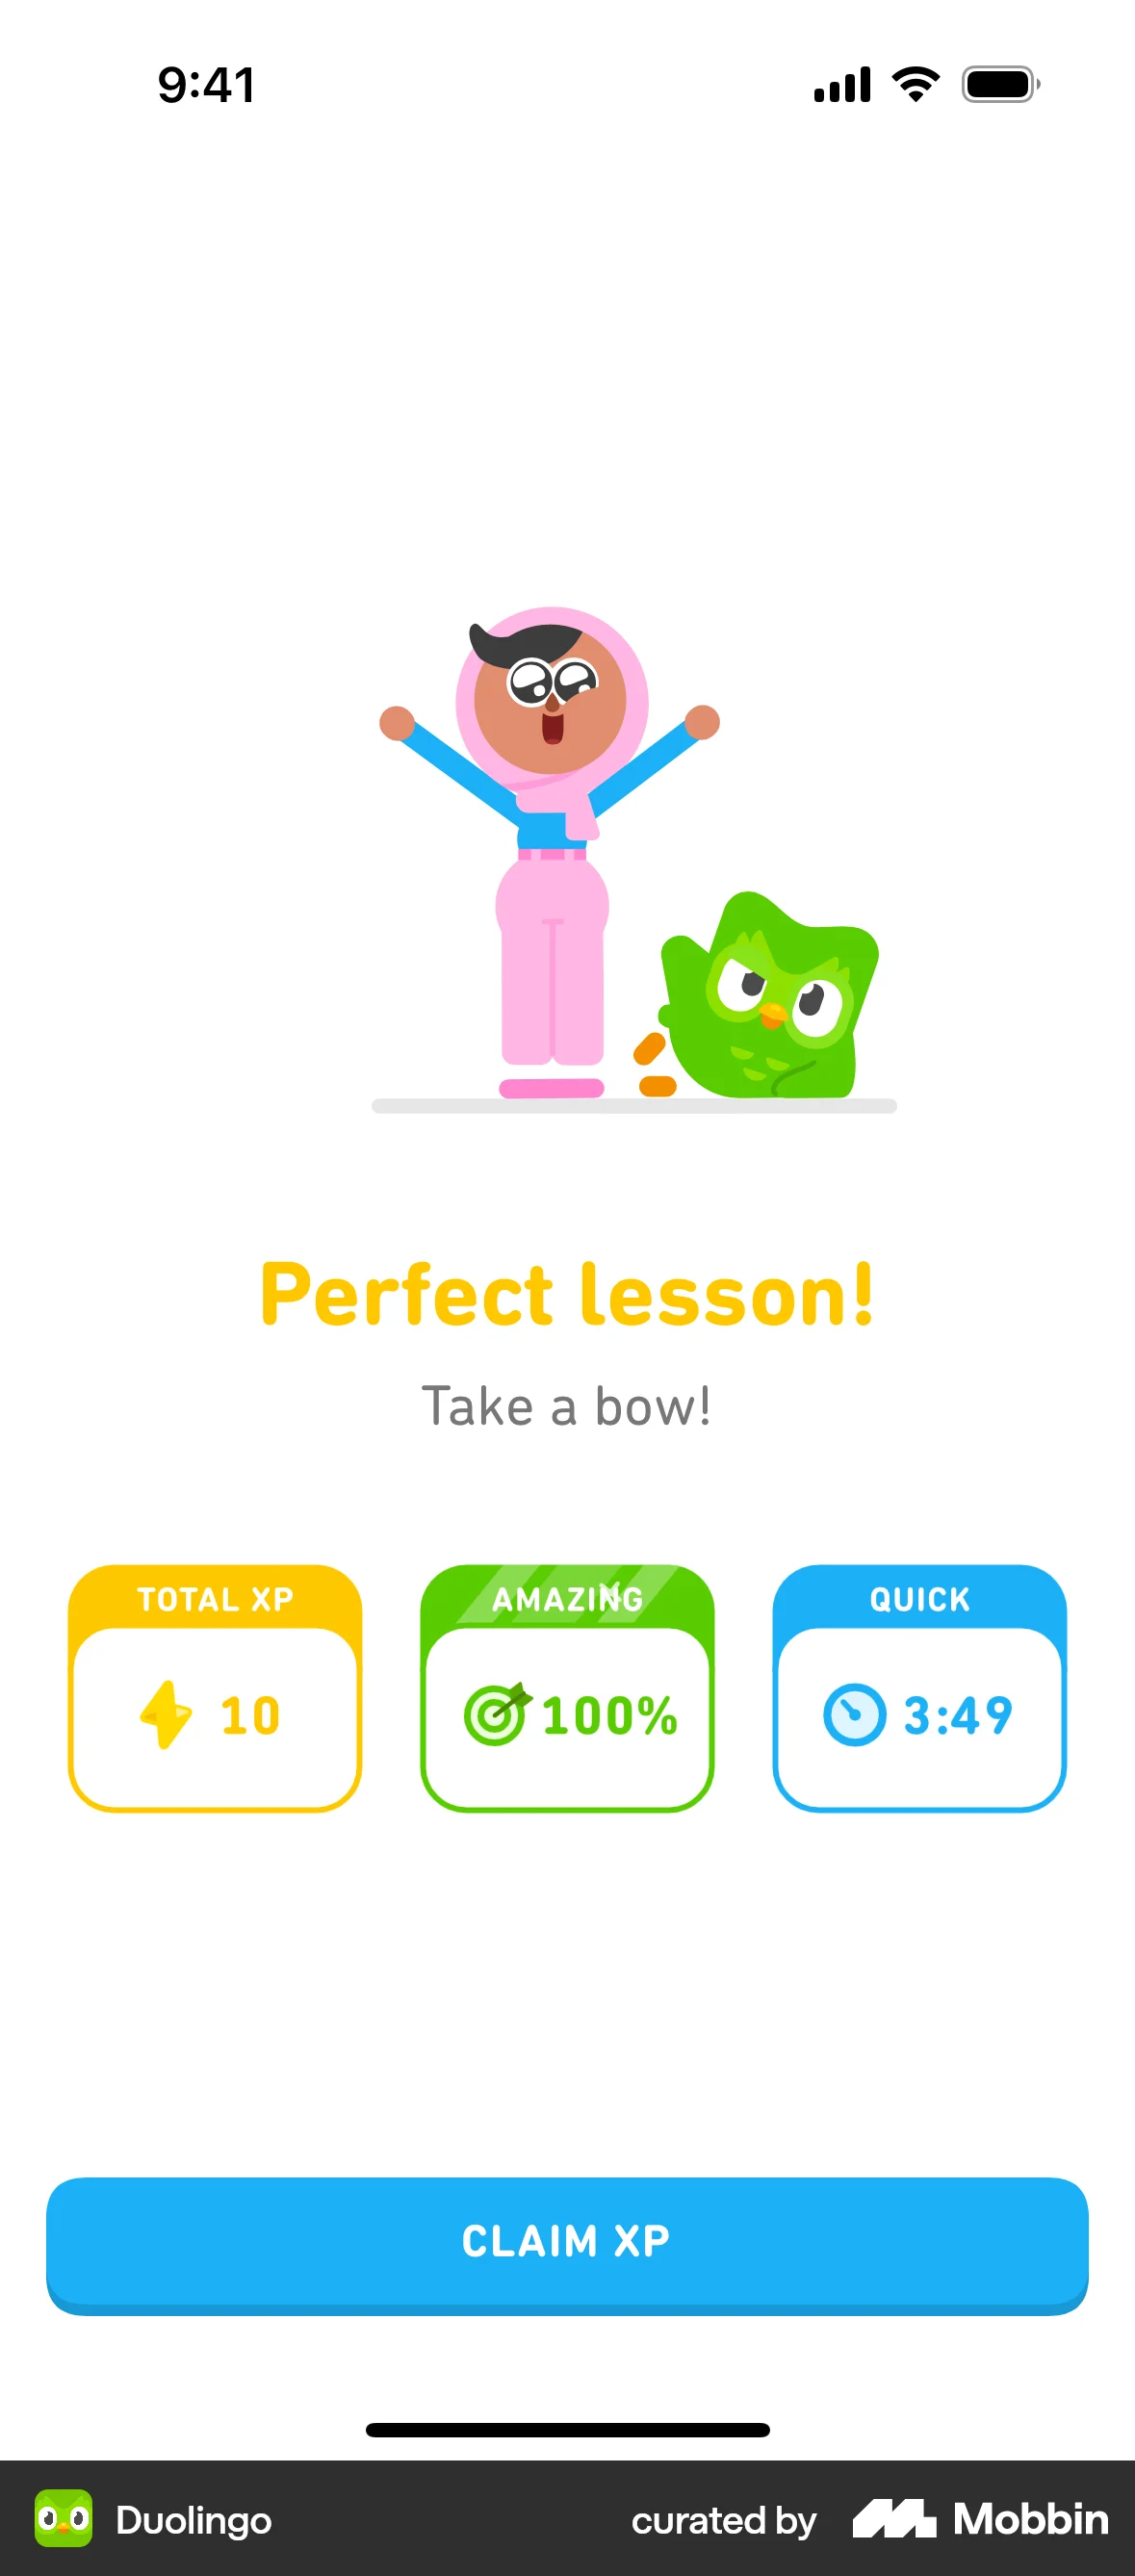 9:41
Perfect lesson!
Take a bow!
TOTAL XP
AMAZING
QUICK
10
100%
3:49
CLAIM XP
Duolingo
curated by
Mobbin